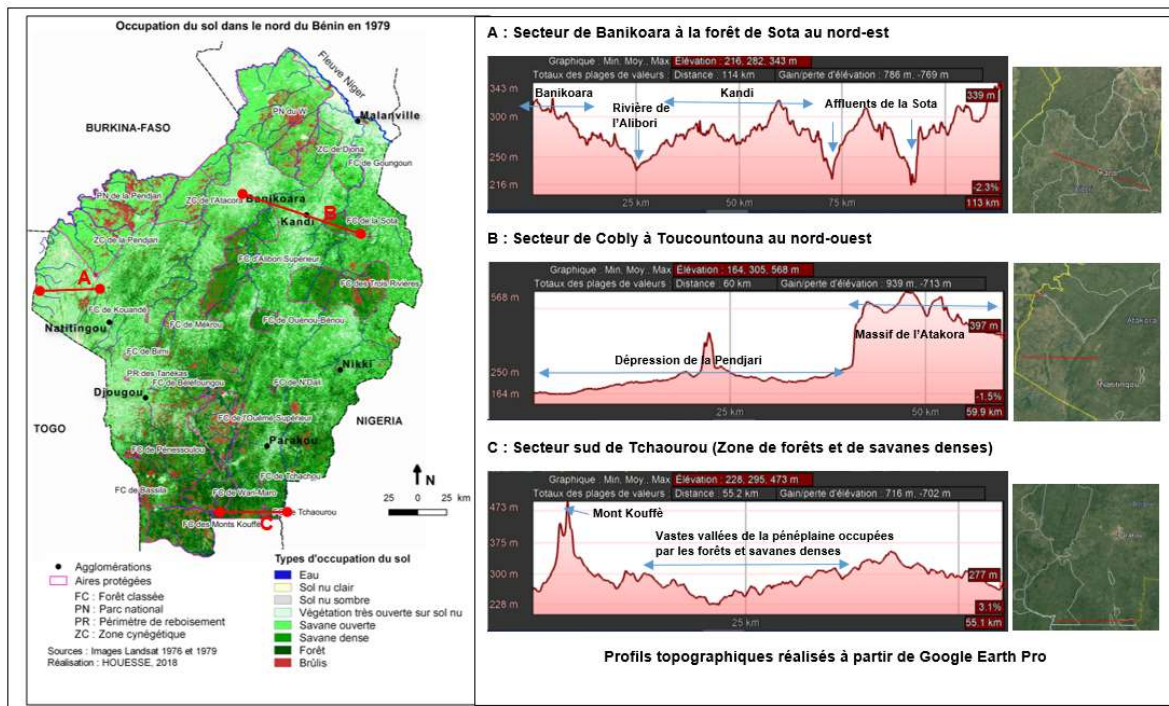 Occupation du sol dans le nord du Bénin en 1979
Fleuve Niger
Malanville
PN du W
BURKINA-FASO
ZC de Djona
FC de Goungoun
PN de la Pendjari
ZC de l'Atacora
Banikoara
B
Kandi
FC de la Sota
ZC de la Pendjari
A
FC d'Alibori Supérieur
FC des Trois Rivières
FC de Kouandé
Natitingou
FC de Mékrou
FC de Ouénou-Bénou
FC de Birni
Nikki
PR des Tanékas
FC de Bélefoungou
FC de N'Dali
Djougou
FC de l'Ouémé Supérieur
NIGERIA
TOGO
Parakou
FC de Pénessoulou
FC de Tchachou
FC de Bassila
FC de Wari-Maro
N
25 0 25 km
Tchaourou
FC des Monts Kouffé
C
Agglomérations
Aires protégées
FC : Forêt classée
PN : Parc national
PR : Périmètre de reboisement
ZC : Zone cynégétique
Sources : Images Landsat 1976 et 1979
Réalisation : HOUESSE, 2018
Types d'occupation du sol
Eau
Sol nu clair
Sol nu sombre
Végétation très ouverte sur sol nu
Savane ouverte
Savane dense
Forêt
Brûlis
A : Secteur de Banikoara à la forêt de Sota au nord-est
Graphique : Min, Moy., Max Élévation : 216, 282, 343 m
Totaux des plages de valeurs : Distance : 114 km Gain/perte d'élévation : 786 m, -769 m
343 m
300 m
250 m
216 m
Banikoara
Rivière de
l'Alibori
Kandi
Affluents de la Sota
339 m
-2.3%
25 km
50 km
75 km
113 km
B : Secteur de Cobly à Toucountouna au nord-ouest
Graphique : Min, Moy., Max Élévation : 164, 305, 568 m
Totaux des plages de valeurs : Distance : 60 km Gain/perte d'élévation : 939 m, -713 m
568 m
250 m
164 m
Dépression de la Pendjari
Massif de l'Atakora
397 m
-1.5%
25 km
50 km
59.9 km
Atakora
Natitingou
C : Secteur sud de Tchaourou (Zone de forêts et de savanes denses)
Graphique : Min, Moy., Max Élévation : 228, 295, 473 m
Totaux des plages de valeurs : Distance : 55.2 km Gain/perte d'élévation : 716 m, -702 m
473 m
375 m
300 m
228 m
Mont Kouffè
Vastes vallées de la pénéplaine occupées
par les forêts et savanes denses
277 m
3.1%
25 km
55.1 km
Profils topographiques réalisés à partir de Google Earth Pro